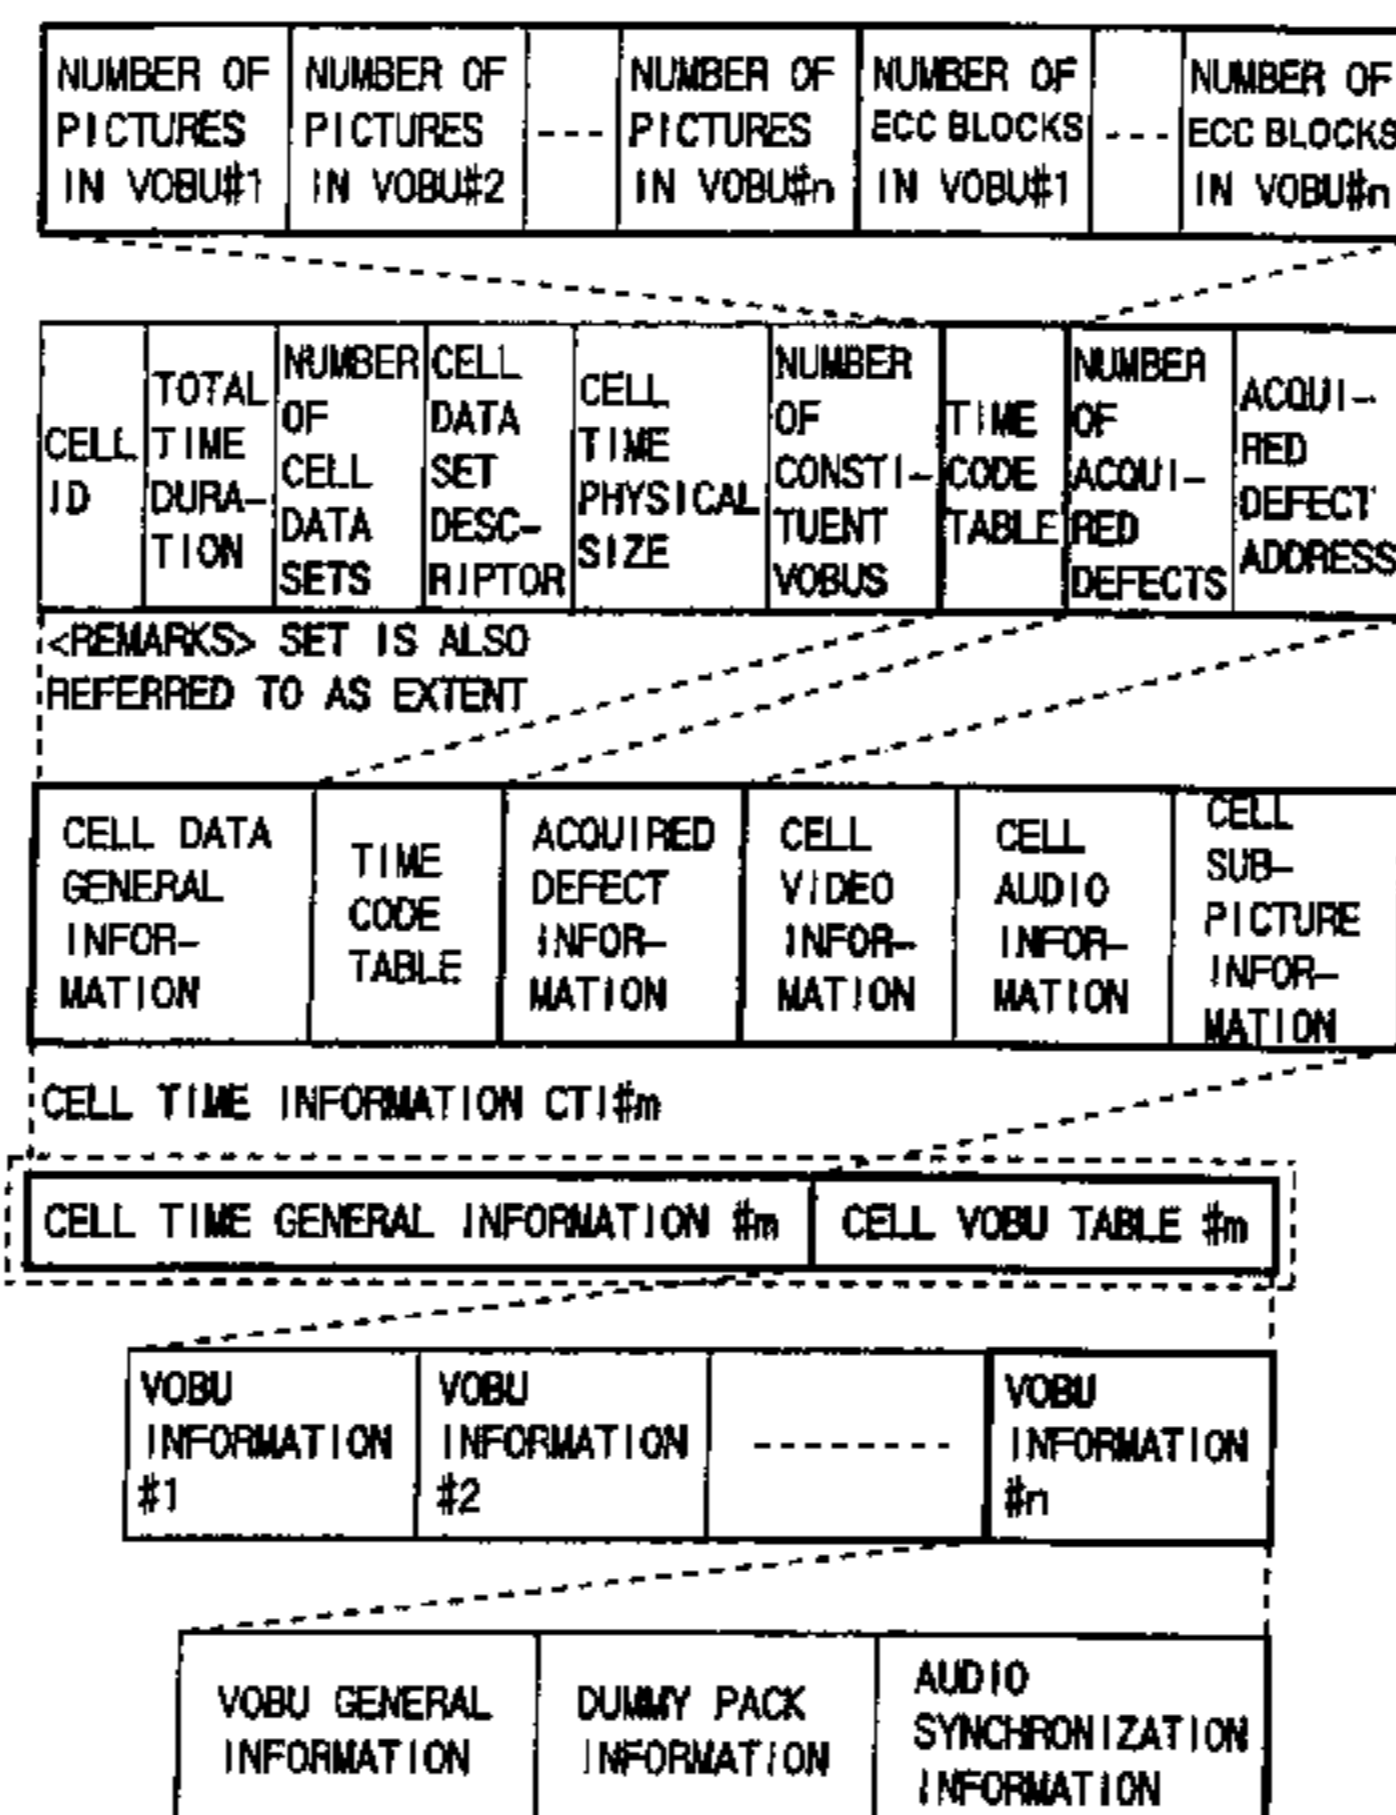 NUMBER OF
PICTURES
IN VOBU#1
NUMBER OF
PICTURES
IN VOBU#2
NUMBER OF
PICTURES
IN VOBU#n
NUMBER OF
ECC BLOCKS
IN VOBU#1
NUMBER OF
ECC BLOCKS
IN VOBU#n
CELL
ID
TOTAL
TIME
DURA-
TION
NUMBER
OF
CELL
DATA
SETS
CELL
DATA
SET
DESC-
RIPTOR
CELL
TIME
PHYSICAL
SIZE
NUMBER
OF
CONSTI-
TUENT
VOBUS
TIME
CODE
TABLE
NUMBER
OF
ACQUI-
RED
DEFECTS
ACQUI-
RED
DEFECT
ADDRESS
<REMARKS> SET IS ALSO
REFERRED TO AS EXTENT
CELL DATA
GENERAL
INFOR-
MATION
TIME
CODE
TABLE
ACQUIRED
DEFECT
INFOR-
MATION
CELL
VIDEO
INFOR-
MATION
CELL
AUDIO
INFOR-
MATION
CELL
SUB-
PICTURE
INFOR-
MATION
CELL TIME INFORMATION CTI#m
CELL TIME GENERAL INFORMATION #m
CELL VOBU TABLE #m
VOBU
INFORMATION
#1
VOBU
INFORMATION
#2
VOBU
INFORMATION
#n
VOBU GENERAL
INFORMATION
DUMMY PACK
INFORMATION
AUDIO
SYNCHRONIZATION
INFORMATION